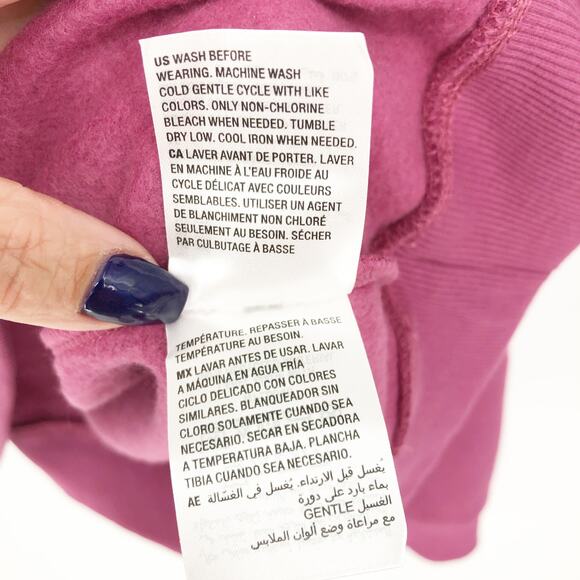 US WASH BEFORE
WEARING. MACHINE WASH
COLD GENTLE CYCLE WITH LIKE
COLORS. ONLY NON-CHLORINE
BLEACH WHEN NEEDED. TUMBLE
DRY LOW. COOL IRON WHEN NEEDED.
CA LAVER AVANT DE PORTER. LAVER
EN MACHINE À L'EAU FROIDE AU
CYCLE DÉLICAT AVEC COULEURS
SEMBLABLES. UTILISER UN AGENT
DE BLANCHIMENT NON CHLORÉ
SEULEMENT AU BESOIN. SÉCHER
PAR CULBUTAGE À BASSE
TEMPÉRATURE. REPASSER À BASSE
TEMPÉRATURE AU BESOIN.
MX LAVAR ANTES DE USAR. LAVAR
A MÁQUINA EN AGUA FRÍA
CICLO DELICADO CON COLORES
SIMILARES. BLANQUEADOR SIN
CLORO SOLAMENTE CUANDO SEA
NECESARIO. SECAR EN SECADORA
A TEMPERATURA BAJA. PLANCHA
TIBIA CUANDO SEA NECESARIO.
AE يُغسل قبل الارتداء. يُغسل في الغسّالة
بماء بارد على دورة
GENTLE الغسيل
مع مراعاة وضع ألوان الملابس